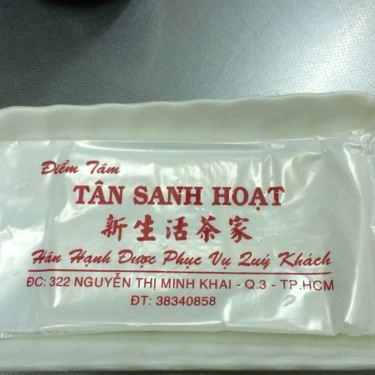 Điểm Tâm
TÂN SANH HOẠT
新生活茶家
Hân Hạnh Được Phục Vụ Quý Khách
ĐC: 322 NGUYỄN THỊ MINH KHAI - Q.3 - TP.HCM
ĐT: 38340858